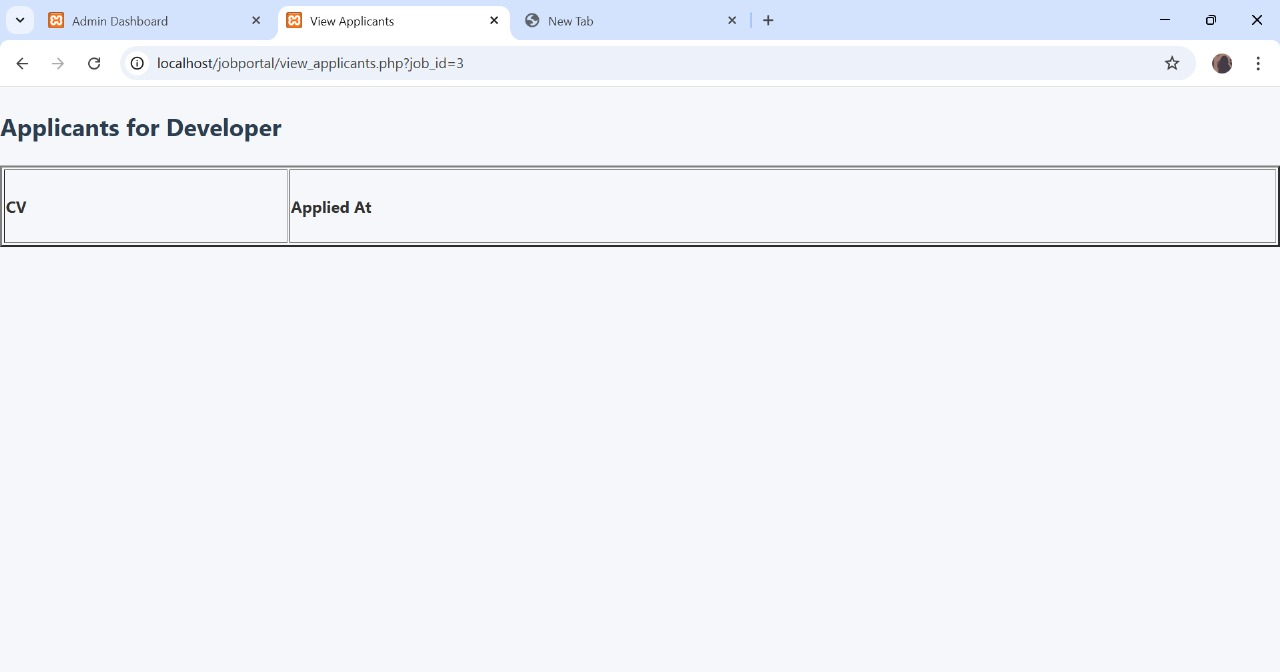 Admin Dashboard
View Applicants
New Tab
localhost/jobportal/view_applicants.php?job_id=3
Applicants for Developer
CV
Applied At